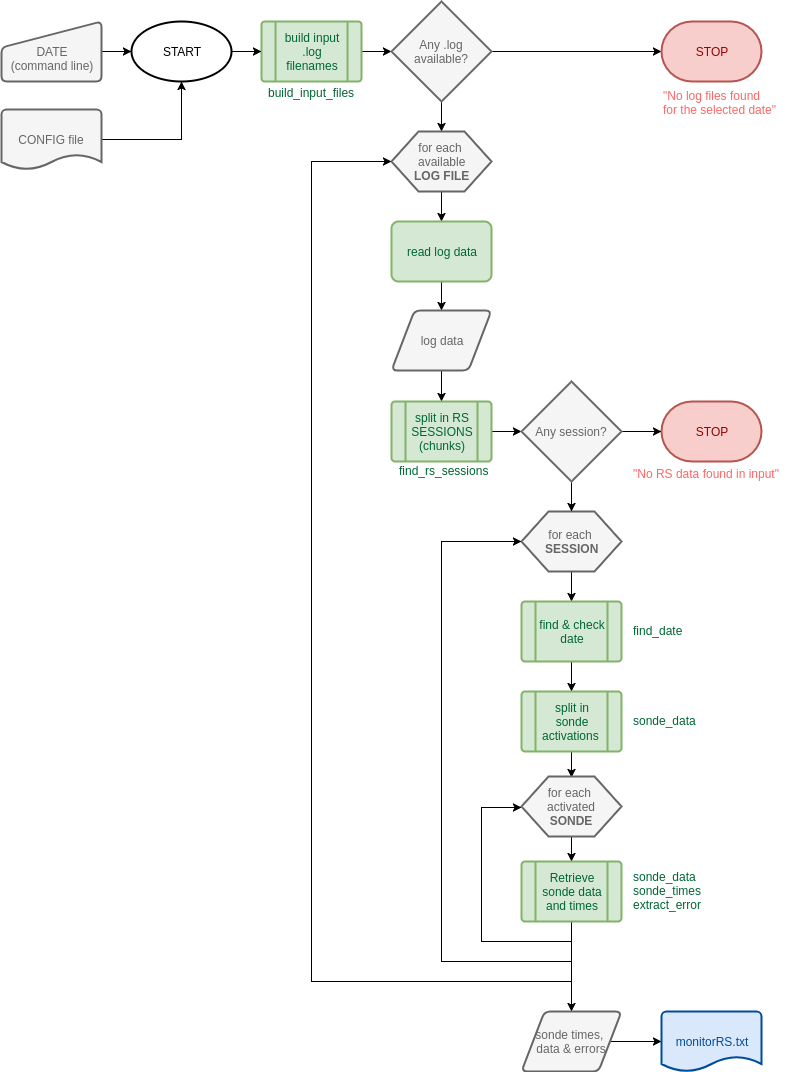 DATE
(command line)
START
build input
.log
filenames
build_input_files
Any .log
available?
STOP
"No log files found
for the selected date"
CONFIG file
for each
available
LOG FILE
read log data
log data
split in RS
SESSIONS
(chunks)
find_rs_sessions
Any session?
STOP
"No RS data found in input"
for each
SESSION
find & check
date
find_date
split in
sonde
activations
sonde_data
for each
activated
SONDE
Retrieve
sonde data
and times
sonde_data
sonde_times
extract_error
sonde times,
data & errors
monitorRS.txt